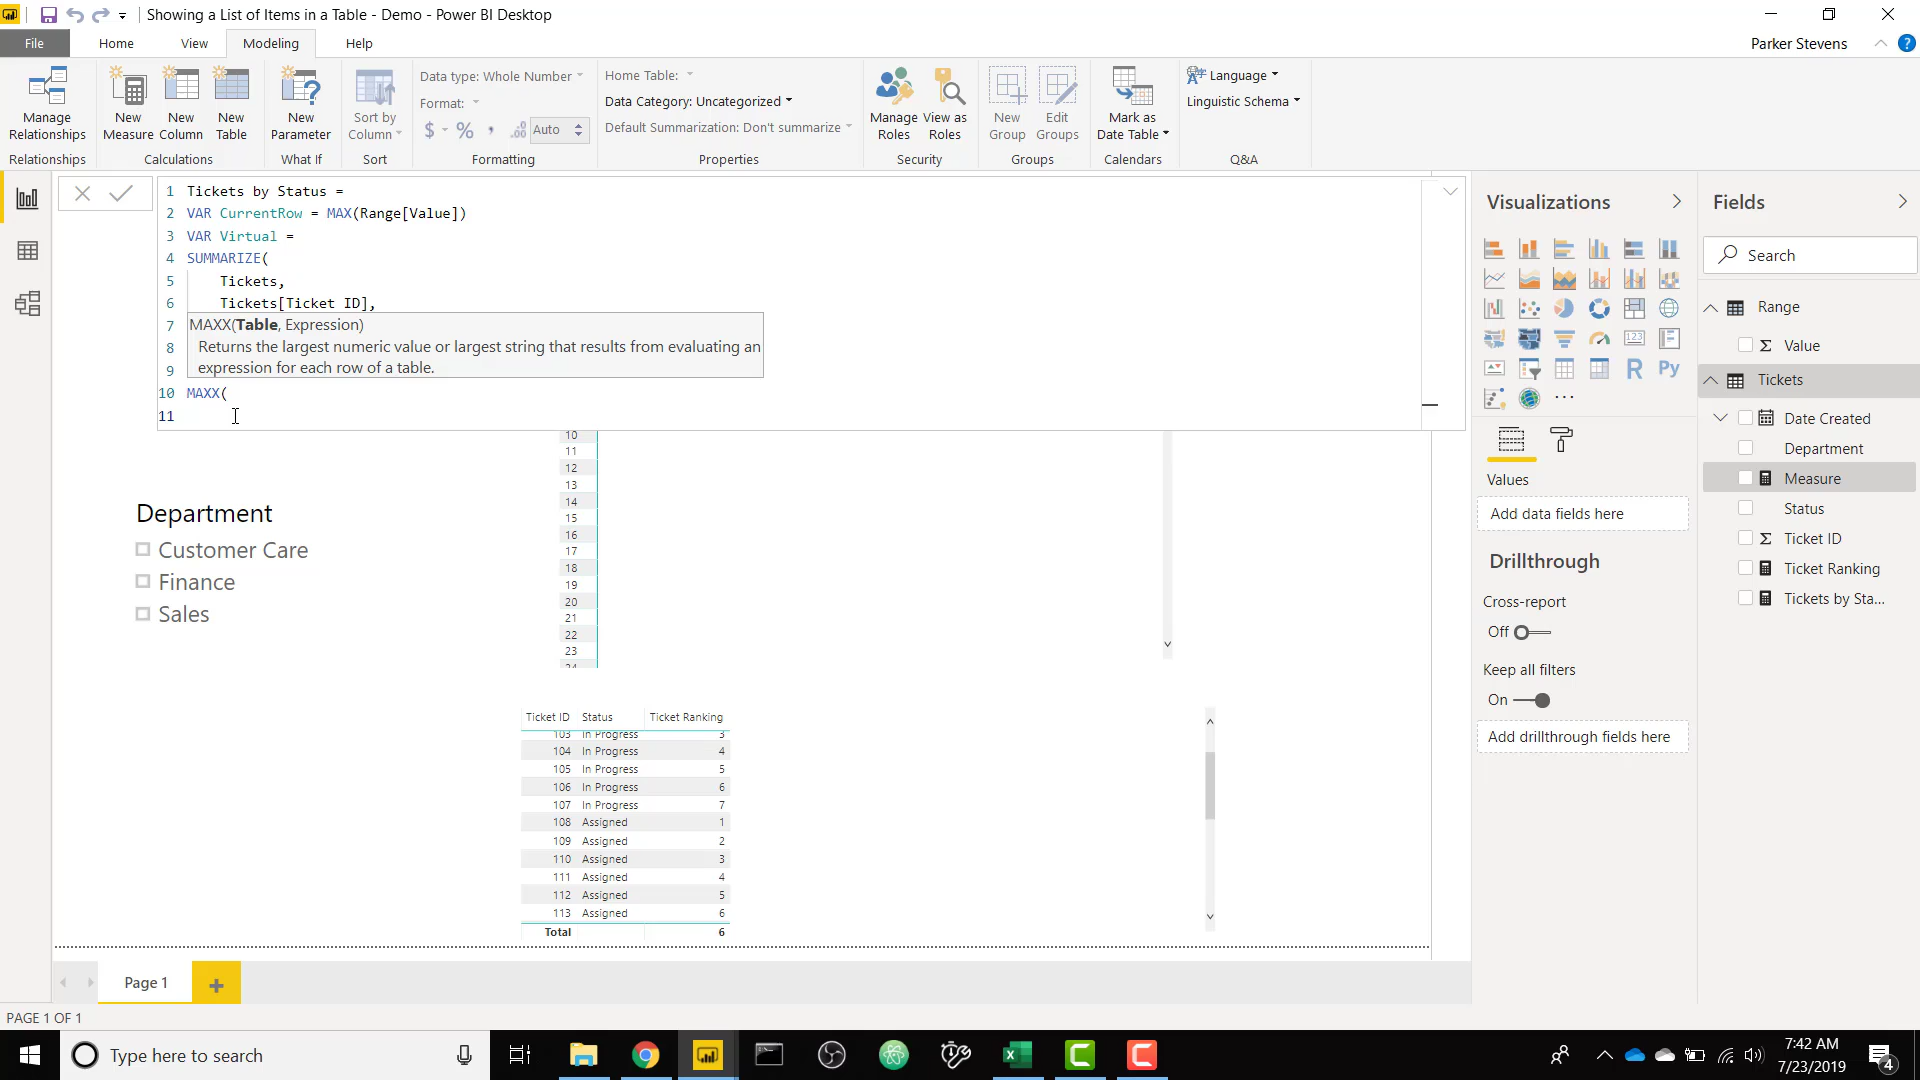 Showing a List of Items in a Table - Demo - Power BI Desktop
File
Home
View
Modeling
Help
Parker Stevens
Manage
Relationships
New
Measure
New
Column
New
Table
New
Parameter
Sort by
Column
Data type: Whole Number
Format:
$ % , .00 Auto
Home Table:
Data Category: Uncategorized
Default Summarization: Don't summarize
Manage
Roles
View as
Roles
New
Group
Edit
Groups
Mark as
Date Table
Language
Linguistic Schema
Relationships
Calculations
What If
Sort
Formatting
Properties
Security
Groups
Calendars
Q&A
1 Tickets by Status =
2 VAR CurrentRow = MAX(Range[Value])
3 VAR Virtual =
4 SUMMARIZE(
5 Tickets,
6 Tickets[Ticket ID],
7
8
9
MAXX(Table, Expression)
Returns the largest numeric value or largest string that results from evaluating an
expression for each row of a table.
10 MAXX(
11
10
11
12
13
14
15
16
17
18
19
20
21
22
23
24
Department
Customer Care
Finance
Sales
Ticket ID Status Ticket Ranking
103 In Progress 3
104 In Progress 4
105 In Progress 5
106 In Progress 6
107 In Progress 7
108 Assigned 1
109 Assigned 2
110 Assigned 3
111 Assigned 4
112 Assigned 5
113 Assigned 6
Total 6
Visualizations
R
Py
Values
Add data fields here
Drillthrough
Cross-report
Off
Keep all filters
On
Add drillthrough fields here
Fields
Search
Range
Value
Tickets
Date Created
Department
Measure
Status
Ticket ID
Ticket Ranking
Tickets by Sta...
Page 1
PAGE 1 OF 1
Type here to search
7:42 AM
7/23/2019
4